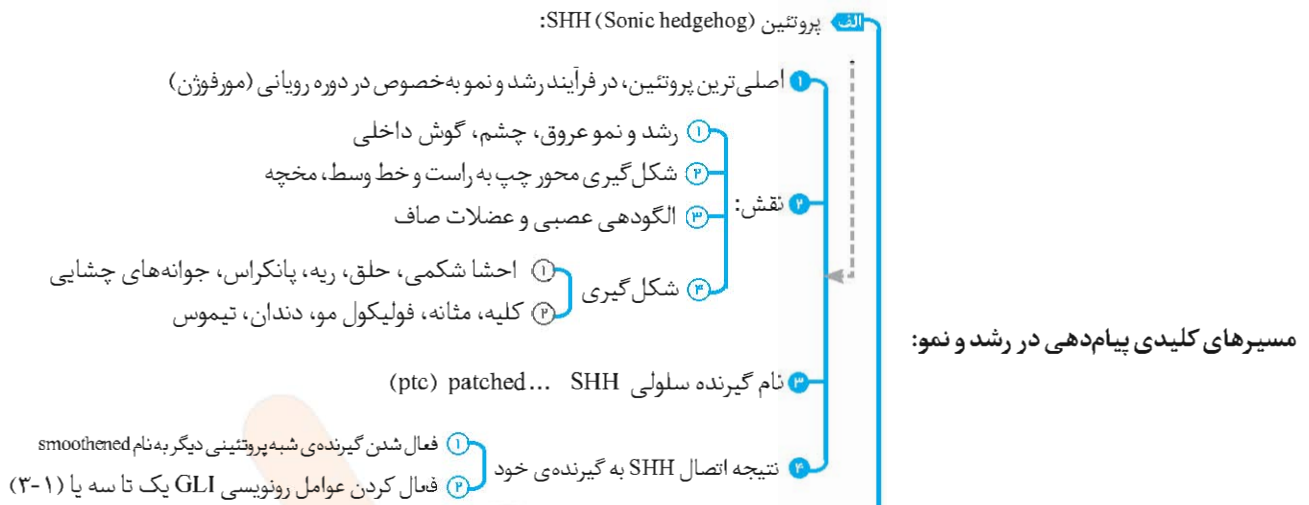 مسیرهای کلیدی پیام‌دهی در رشد و نمو:
الف پروتئین SHH (Sonic hedgehog):
۱ اصلی‌ترین پروتئین، در فرآیند رشد و نمو به‌خصوص در دوره رویانی (مورفوژن)
۲ نقش:
۱ رشد و نمو عروق، چشم، گوش داخلی
۲ شکل‌گیری محور چپ به راست و خط وسط، مخچه
۳ الگودهی عصبی و عضلات صاف
۴ شکل‌گیری
۱ احشا شکمی، حلق، ریه، پانکراس، جوانه‌های چشایی
۲ کلیه، مثانه، فولیکول مو، دندان، تیموس
۳ نام گیرنده سلولی SHH ... patched (ptc)
۴ نتیجه اتصال SHH به گیرنده‌ی خود
۱ فعال شدن گیرنده‌ی شبه‌پروتئینی دیگر به‌نام smoothened
۲ فعال کردن عوامل رونویسی GLI یک تا سه یا (۱-۳)